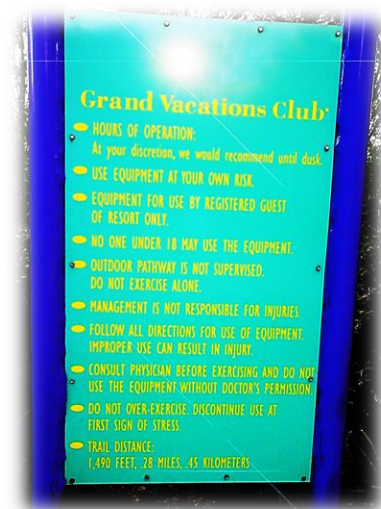 Grand Vacations Club
HOURS OF OPERATION:
At your discretion, we would recommend until dusk.
USE EQUIPMENT AT YOUR OWN RISK.
EQUIPMENT FOR USE BY REGISTERED GUEST
OF RESORT ONLY.
NO ONE UNDER 18 MAY USE THE EQUIPMENT.
OUTDOOR PATHWAY IS NOT SUPERVISED.
DO NOT EXERCISE ALONE.
MANAGEMENT IS NOT RESPONSIBLE FOR INJURIES.
FOLLOW ALL DIRECTIONS FOR USE OF EQUIPMENT.
IMPROPER USE CAN RESULT IN INJURY.
CONSULT PHYSICIAN BEFORE EXERCISING AND DO NOT
USE THE EQUIPMENT WITHOUT DOCTOR'S PERMISSION.
DO NOT OVER-EXERCISE. DISCONTINUE USE AT
FIRST SIGN OF STRESS.
TRAIL DISTANCE:
1,490 FEET, .28 MILES, .45 KILOMETERS